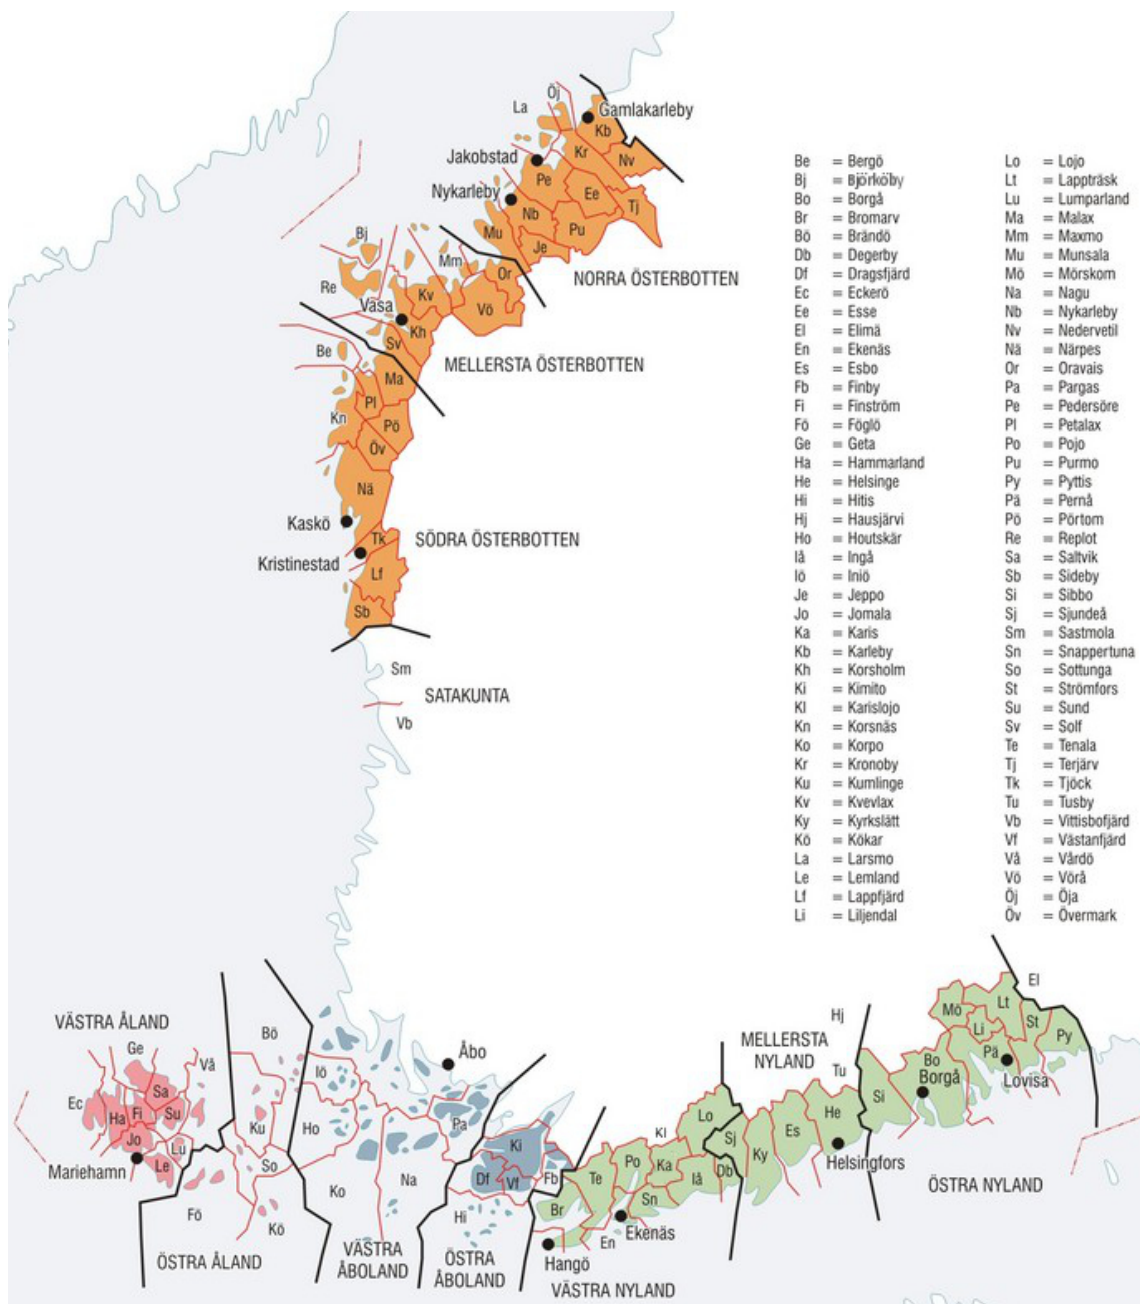 Öj
La
Gamlakarleby
Kb
Kr
Nv
Jakobstad
Pe
Ee
Nykarleby
Nb
Tj
Mu
Pu
Je
Bj
Mm
Or
NORRA ÖSTERBOTTEN
Re
Kv
Vö
Vasa
Kh
Sv
Be
MELLERSTA ÖSTERBOTTEN
Ma
Pl
Kn
Pö
Öv
Nä
Kaskö
Tk
SÖDRA ÖSTERBOTTEN
Kristinestad
Lf
Sb
Sm
SATAKUNTA
Vb
Be = Bergö
Bj = Björköby
Bo = Borgå
Br = Bromarv
Bö = Brändö
Db = Degerby
Df = Dragsfjärd
Ec = Eckerö
Ee = Esse
El = Elimä
En = Ekenäs
Es = Esbo
Fb = Finby
Fi = Finström
Fö = Föglö
Ge = Geta
Ha = Hammarland
He = Helsinge
Hi = Hitis
Hj = Hausjärvi
Ho = Houtskär
Iå = Ingå
Iö = Iniö
Je = Jeppo
Jo = Jomala
Ka = Karis
Kb = Karleby
Kh = Korsholm
Ki = Kimito
Kl = Karislojo
Kn = Korsnäs
Ko = Korpo
Kr = Kronoby
Ku = Kumlinge
Kv = Kvevlax
Ky = Kyrkslätt
Kö = Kökar
La = Larsmo
Le = Lemland
Lf = Lappfjärd
Li = Liljendal
Lo = Lojo
Lt = Lappträsk
Lu = Lumparland
Ma = Malax
Mm = Maxmo
Mu = Munsala
Mö = Mörskom
Na = Nagu
Nb = Nykarleby
Nv = Nedervetil
Nä = Närpes
Or = Oravais
Pa = Pargas
Pe = Pedersöre
Pl = Petalax
Po = Pojo
Pu = Purmo
Py = Pyttis
Pä = Pernå
Pö = Pörtom
Re = Replot
Sa = Saltvik
Sb = Sideby
Si = Sibbo
Sj = Sjundeå
Sm = Sastmola
Sn = Snappertuna
So = Sottunga
St = Strömfors
Su = Sund
Sv = Solf
Te = Tenala
Tj = Terjärv
Tk = Tjöck
Tu = Tusby
Vb = Vittisbofjärd
Vf = Västanfjärd
Vå = Vårdö
Vö = Vörå
Öj = Öja
Öv = Övermark
VÄSTRA ÅLAND
Ge
Vå
Ec
Sa
Ha
Fi
Su
Jo
Lu
Mariehamn
Le
Bö
Ku
So
Fö
Kö
ÖSTRA ÅLAND
Iö
Ho
Ko
Na
Pa
Åbo
VÄSTRA
ÅBOLAND
Ki
Df
Vf
Fb
Hi
ÖSTRA
ÅBOLAND
Br
Te
Po
Kl
Ka
Lo
Sn
Iå
Db
Sj
En
Ekenäs
Hangö
VÄSTRA NYLAND
MELLERSTA
NYLAND
Hj
Tu
Ky
Es
He
Helsingfors
Si
Bo
Borgå
Mö
Li
Lt
El
St
Pä
Py
Lovisa
ÖSTRA NYLAND